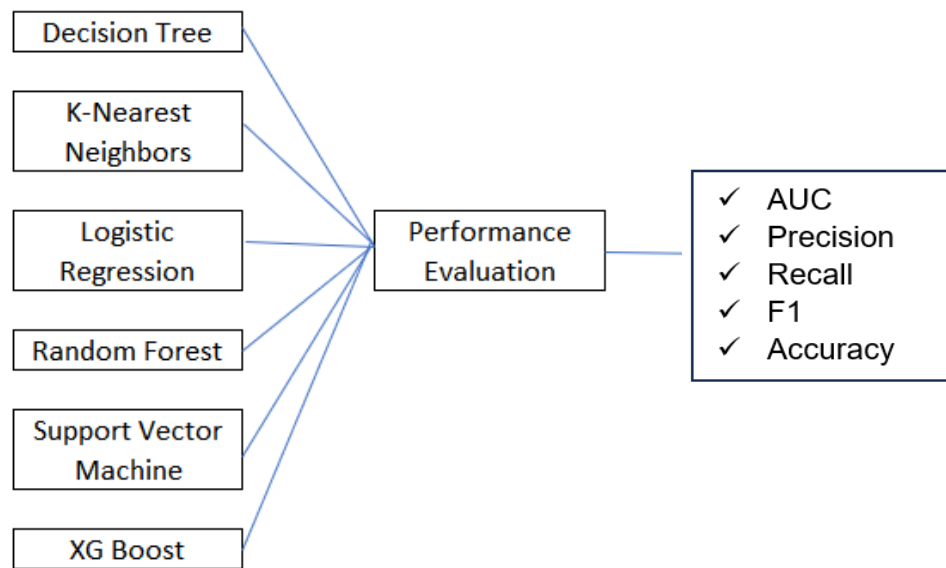 Decision Tree
K-Nearest
Neighbors
Logistic
Regression
Random Forest
Support Vector
Machine
XG Boost
Performance
Evaluation
✓ AUC
✓ Precision
✓ Recall
✓ F1
✓ Accuracy